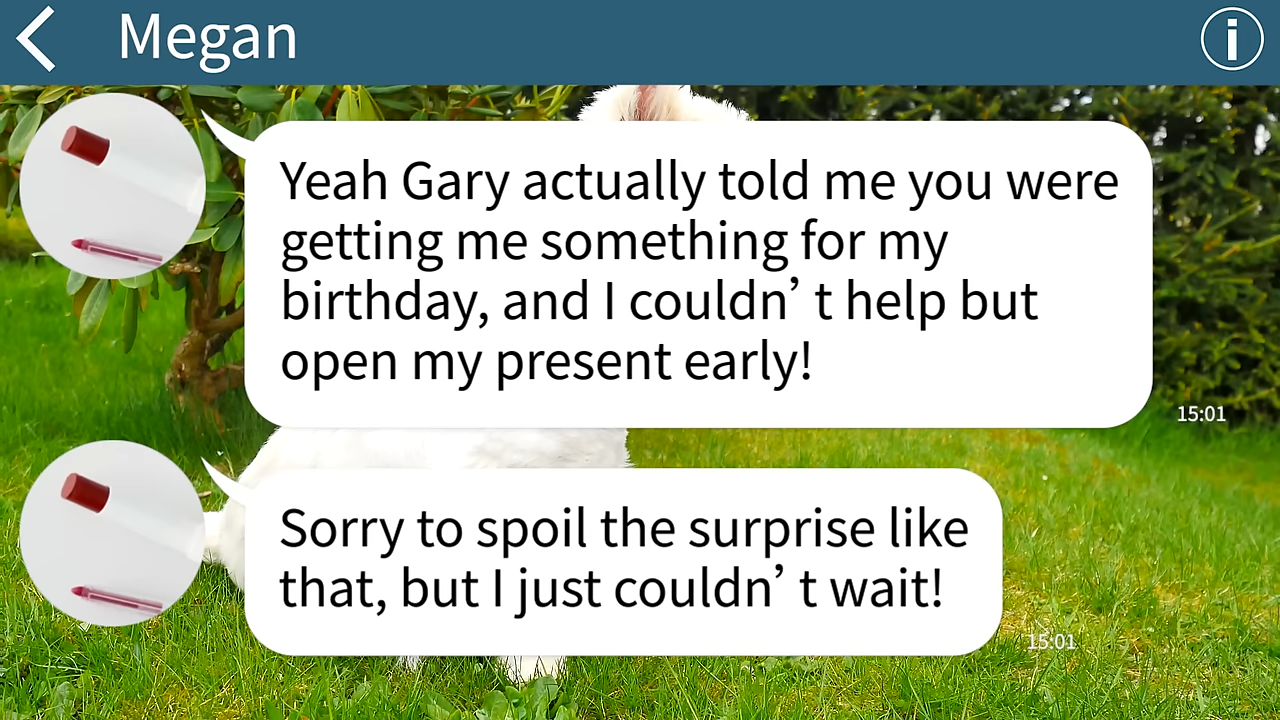 Megan
Yeah Gary actually told me you were
getting me something for my
birthday, and I couldn’ t help but
open my present early!
15:01
Sorry to spoil the surprise like
that, but I just couldn’ t wait!
15:01